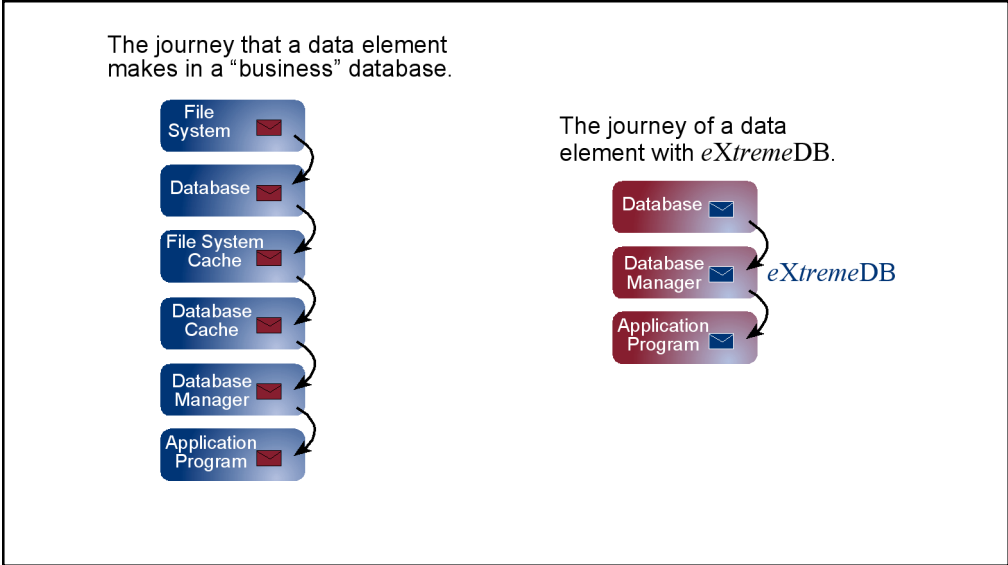 The journey that a data element
makes in a “business” database.
File
System
Database
File System
Cache
Database
Cache
Database
Manager
Application
Program
The journey of a data
element with eXtremeDB.
Database
Database
Manager
eXtremeDB
Application
Program